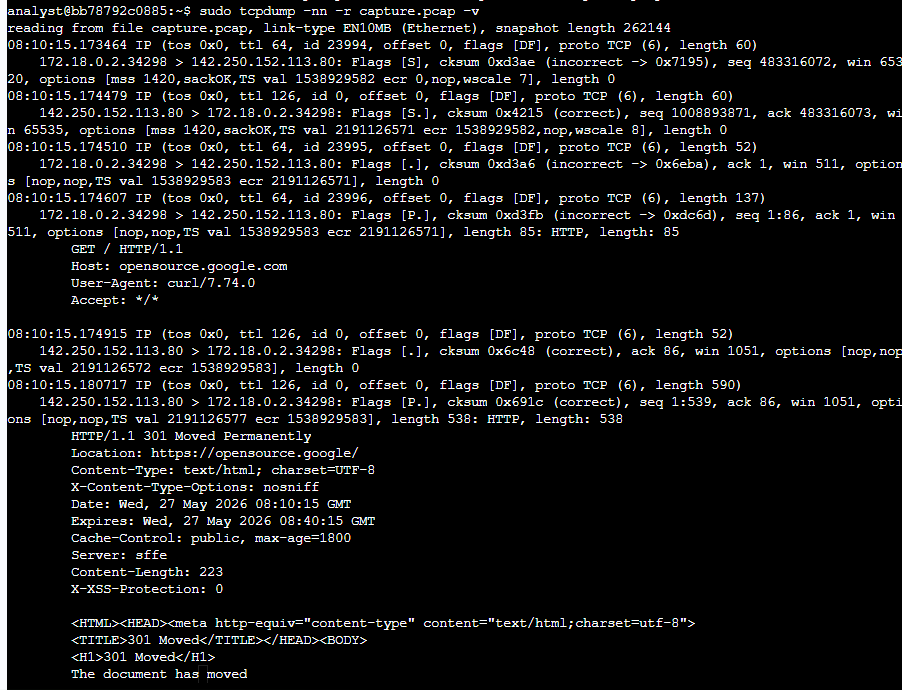 analyst@bb78792c0885:~$ sudo tcpdump -nn -r capture.pcap -v
reading from file capture.pcap, link-type EN10MB (Ethernet), snapshot length 262144
08:10:15.173464 IP (tos 0x0, ttl 64, id 23994, offset 0, flags [DF], proto TCP (6), length 60)
    172.18.0.2.34298 > 142.250.152.113.80: Flags [S], cksum 0xd3ae (incorrect -> 0x7195), seq 483316072, win 653
20, options [mss 1420,sackOK,TS val 1538929582 ecr 0,nop,wscale 7], length 0
08:10:15.174479 IP (tos 0x0, ttl 126, id 0, offset 0, flags [DF], proto TCP (6), length 60)
    142.250.152.113.80 > 172.18.0.2.34298: Flags [S.], cksum 0x4215 (correct), seq 1008893871, ack 483316073, wi
n 65535, options [mss 1420,sackOK,TS val 2191126571 ecr 1538929582,nop,wscale 8], length 0
08:10:15.174510 IP (tos 0x0, ttl 64, id 23995, offset 0, flags [DF], proto TCP (6), length 52)
    172.18.0.2.34298 > 142.250.152.113.80: Flags [.], cksum 0xd3a6 (incorrect -> 0x6eba), ack 1, win 511, option
s [nop,nop,TS val 1538929583 ecr 2191126571], length 0
08:10:15.174607 IP (tos 0x0, ttl 64, id 23996, offset 0, flags [DF], proto TCP (6), length 137)
    172.18.0.2.34298 > 142.250.152.113.80: Flags [P.], cksum 0xd3fb (incorrect -> 0xdc6d), seq 1:86, ack 1, win
511, options [nop,nop,TS val 1538929583 ecr 2191126571], length 85: HTTP, length: 85
        GET / HTTP/1.1
        Host: opensource.google.com
        User-Agent: curl/7.74.0
        Accept: */*

08:10:15.174915 IP (tos 0x0, ttl 126, id 0, offset 0, flags [DF], proto TCP (6), length 52)
    142.250.152.113.80 > 172.18.0.2.34298: Flags [.], cksum 0x6c48 (correct), ack 86, win 1051, options [nop,nop
,TS val 2191126572 ecr 1538929583], length 0
08:10:15.180717 IP (tos 0x0, ttl 126, id 0, offset 0, flags [DF], proto TCP (6), length 590)
    142.250.152.113.80 > 172.18.0.2.34298: Flags [P.], cksum 0x691c (correct), seq 1:539, ack 86, win 1051, opti
ons [nop,nop,TS val 2191126577 ecr 1538929583], length 538: HTTP, length: 538
        HTTP/1.1 301 Moved Permanently
        Location: https://opensource.google/
        Content-Type: text/html; charset=UTF-8
        X-Content-Type-Options: nosniff
        Date: Wed, 27 May 2026 08:10:15 GMT
        Expires: Wed, 27 May 2026 08:40:15 GMT
        Cache-Control: public, max-age=1800
        Server: sffe
        Content-Length: 223
        X-XSS-Protection: 0

        <HTML><HEAD><meta http-equiv="content-type" content="text/html;charset=utf-8">
        <TITLE>301 Moved</TITLE></HEAD><BODY>
        <H1>301 Moved</H1>
        The document has moved